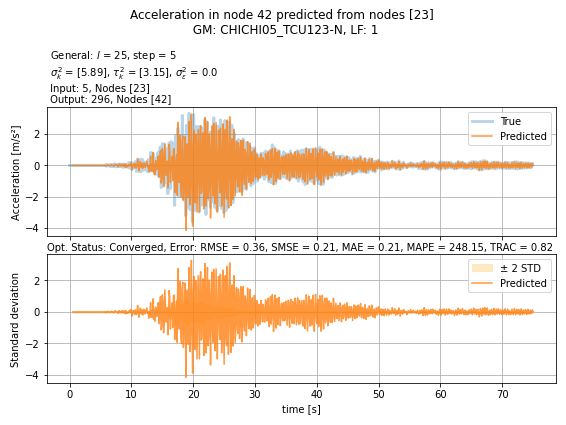 Acceleration in node 42 predicted from nodes [23]
GM: CHICHI05_TCU123-N, LF: 1
General: l = 25, step = 5
σ²ₖ = [5.89], τ²ₖ = [3.15], σ²ₑ = 0.0
Input: 5, Nodes [23]
Output: 296, Nodes [42]
Acceleration [m/s²]
2
0
−2
−4
True
Predicted
Opt. Status: Converged, Error: RMSE = 0.36, SMSE = 0.21, MAE = 0.21, MAPE = 248.15, TRAC = 0.82
Standard deviation
2
0
−2
−4
± 2 STD
Predicted
0 10 20 30 40 50 60 70
time [s]